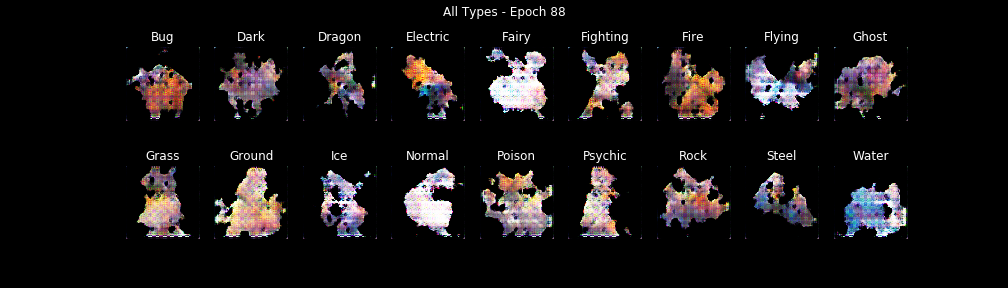 All Types - Epoch 88
Bug Dark Dragon Electric Fairy Fighting Fire Flying Ghost
Grass Ground Ice Normal Poison Psychic Rock Steel Water